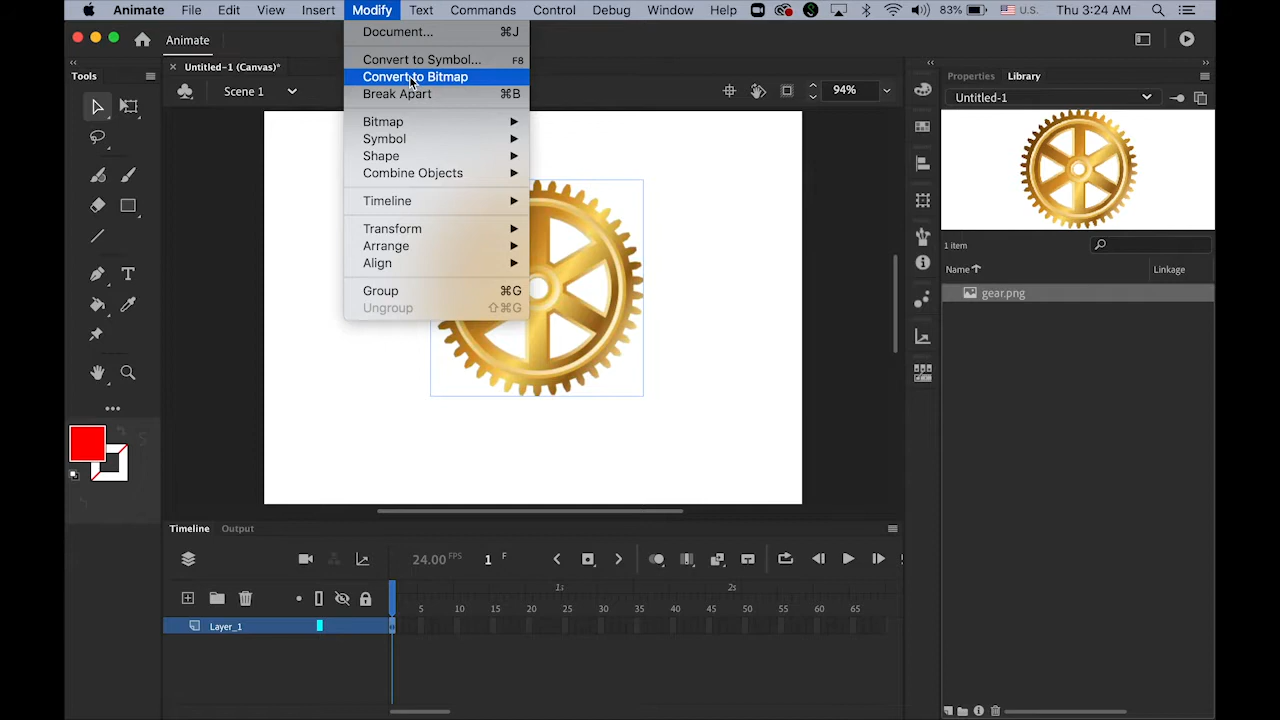 Animate File Edit View Insert Modify Text Commands Control Debug Window Help 83% U.S. Thu 3:24 AM
Animate
Tools
Untitled-1 (Canvas)*
Scene 1
94%
Document... ⌘J
Convert to Symbol... F8
Convert to Bitmap
Break Apart ⌘B
Bitmap
Symbol
Shape
Combine Objects
Timeline
Transform
Arrange
Align
Group ⌘G
Ungroup ⇧⌘G
Properties Library
Untitled-1
1 item
Name Linkage
gear.png
Timeline Output
24.00 FPS 1 F
1s 2s
5 10 15 20 25 30 35 40 45 50 55 60 65
Layer_1